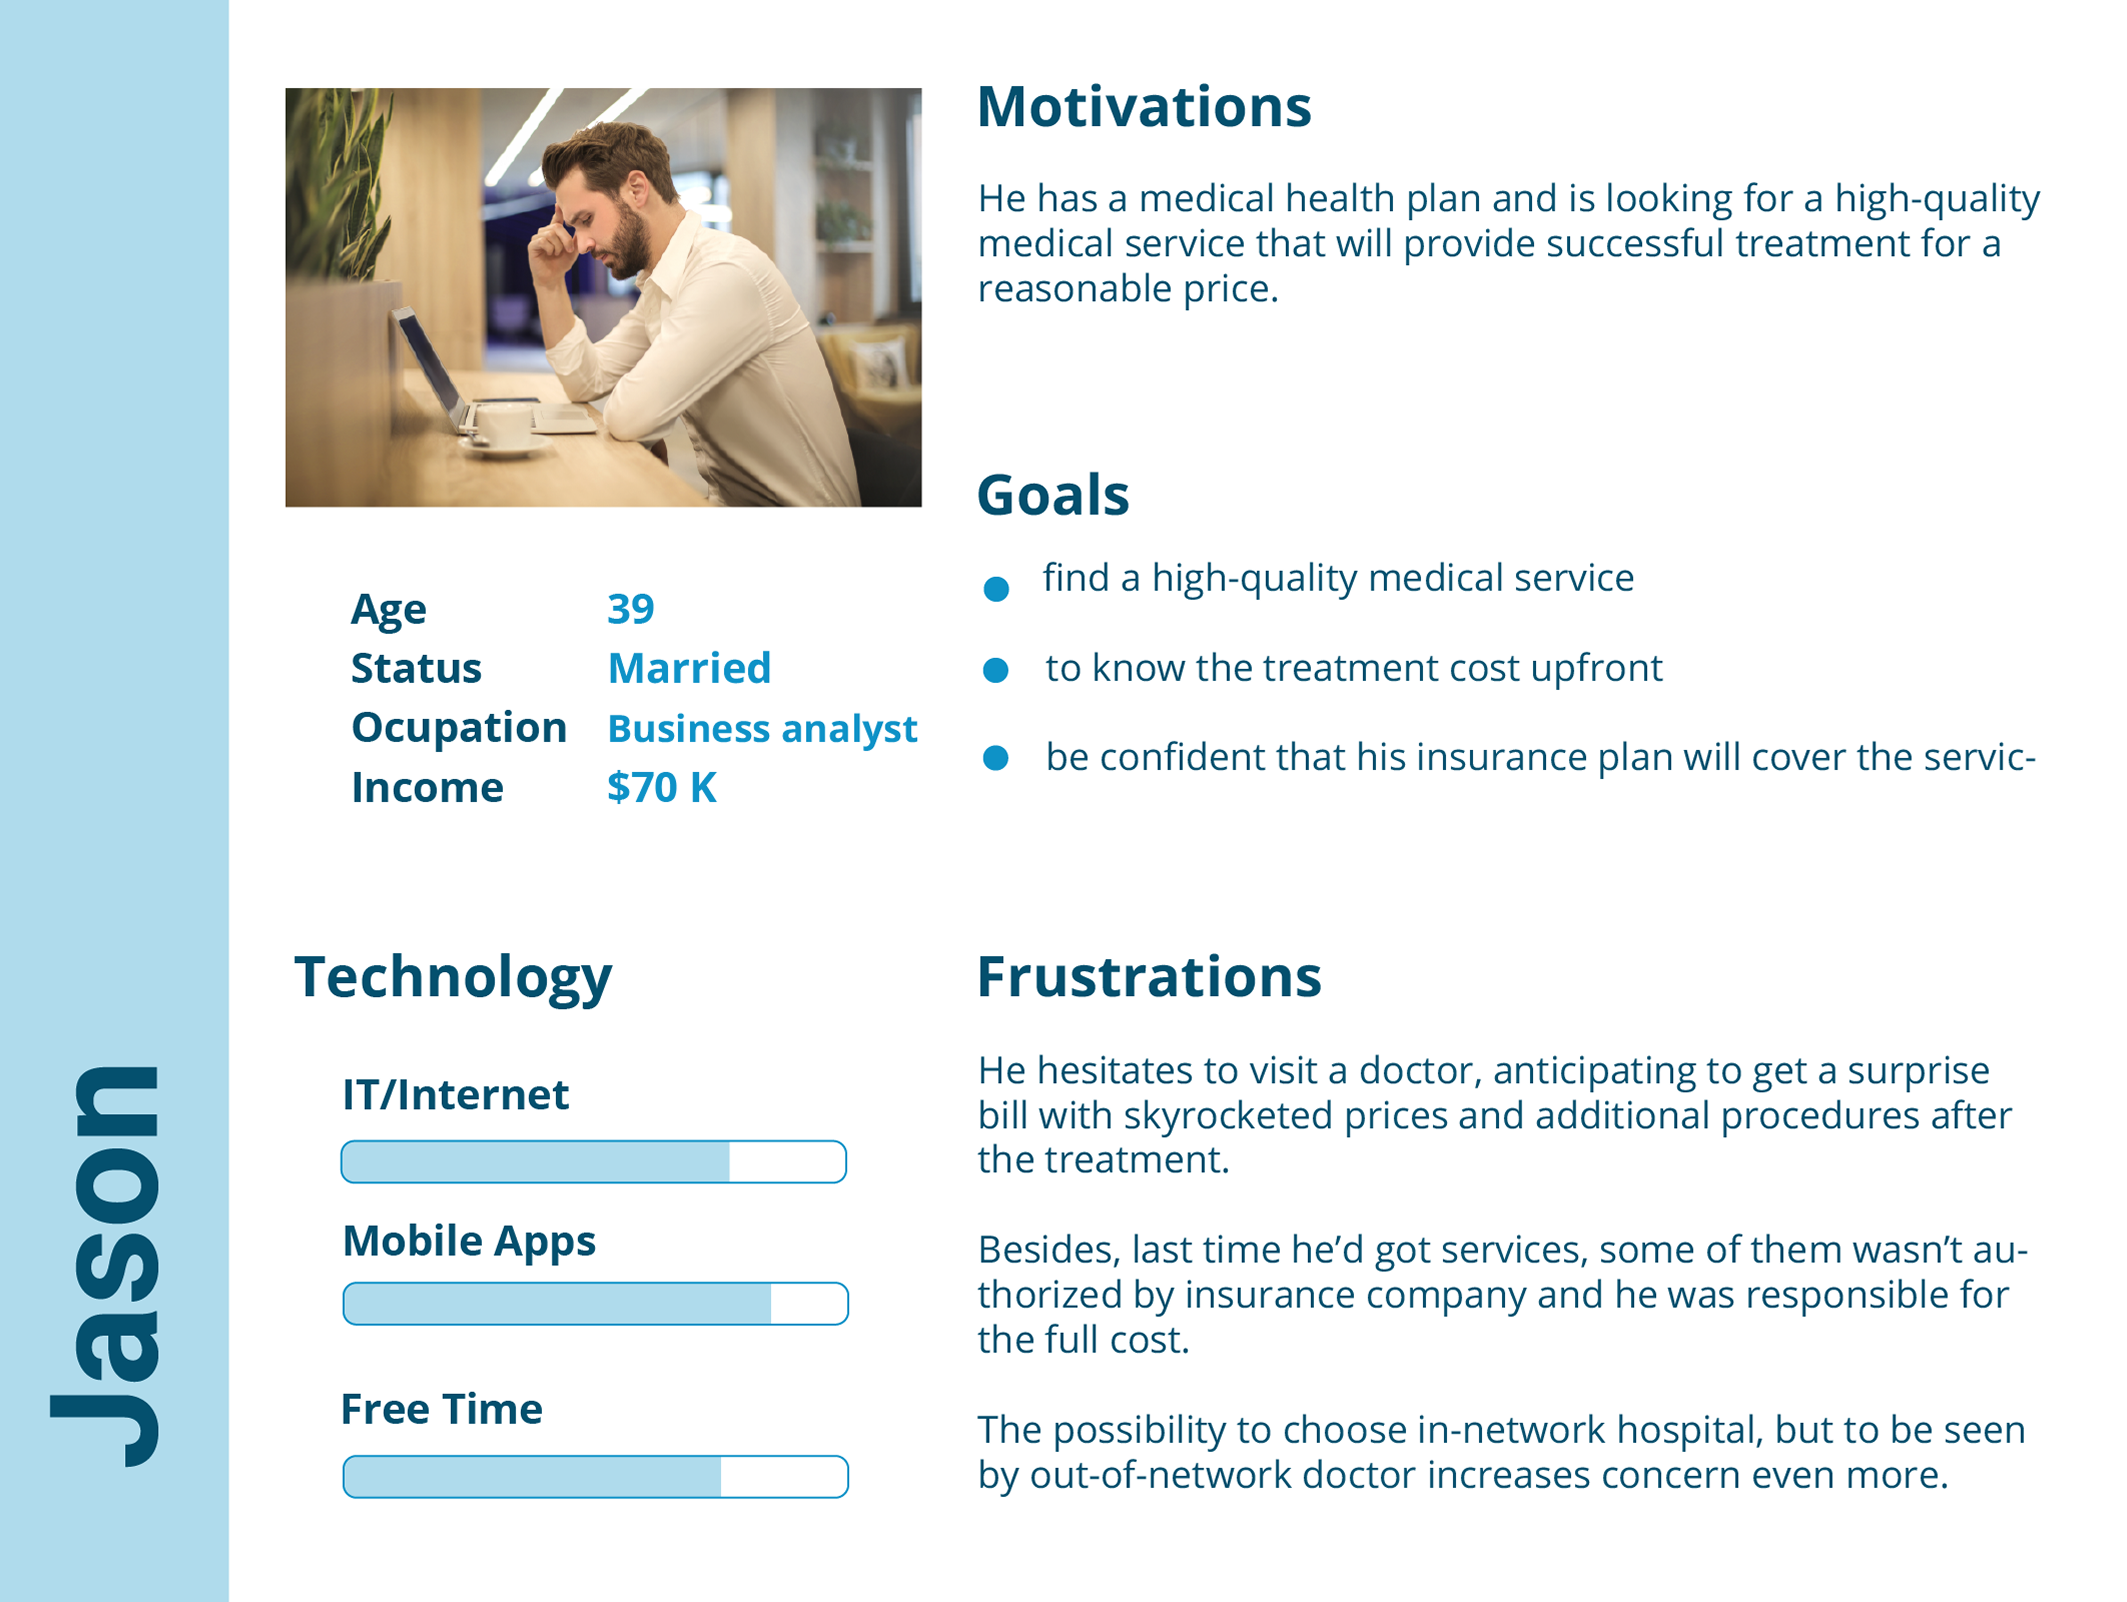 Jason
Age 39
Status Married
Ocupation Business analyst
Income $70 K
Technology
IT/Internet
Mobile Apps
Free Time
Motivations
He has a medical health plan and is looking for a high-quality
medical service that will provide successful treatment for a
reasonable price.
Goals
find a high-quality medical service
to know the treatment cost upfront
be confident that his insurance plan will cover the servic-
Frustrations
He hesitates to visit a doctor, anticipating to get a surprise
bill with skyrocketed prices and additional procedures after
the treatment.
Besides, last time he’d got services, some of them wasn’t au-
thorized by insurance company and he was responsible for
the full cost.
The possibility to choose in-network hospital, but to be seen
by out-of-network doctor increases concern even more.